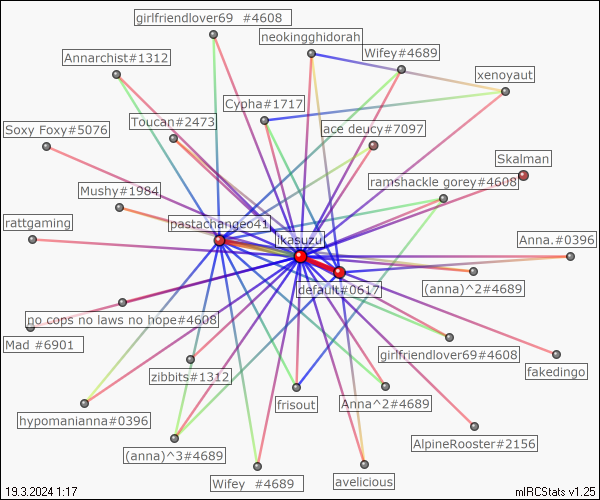 girlfriendlover69 #4608
neokingghidorah
Wifey#4689
Annarchist#1312
xenoyaut
Cypha#1717
Toucan#2473
ace deucy#7097
Soxy Foxy#5076
Skalman
ramshackle gorey#4608
Mushy#1984
rattgaming
pastachangeo41
ikasuzu
Anna.#0396
default#0617
(anna)^2#4689
no cops no laws no hope#4608
Mad #6901
girlfriendlover69#4608
fakedingo
zibbits#1312
frisout
Anna^2#4689
hypomanianna#0396
AlpineRooster#2156
(anna)^3#4689
Wifey #4689
avelicious
19.3.2024 1:17
mIRCStats v1.25